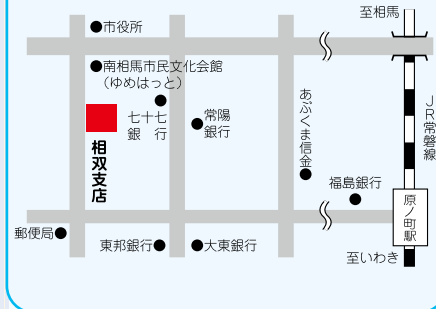 至相馬
●市役所
●南相馬市民文化会館
（ゆめはっと）
七十七
銀　行
常陽
銀行
あぶくま信金
JR常磐線
相双支店
福島銀行
原ノ町駅
郵便局●
東邦銀行●
●大東銀行
至いわき